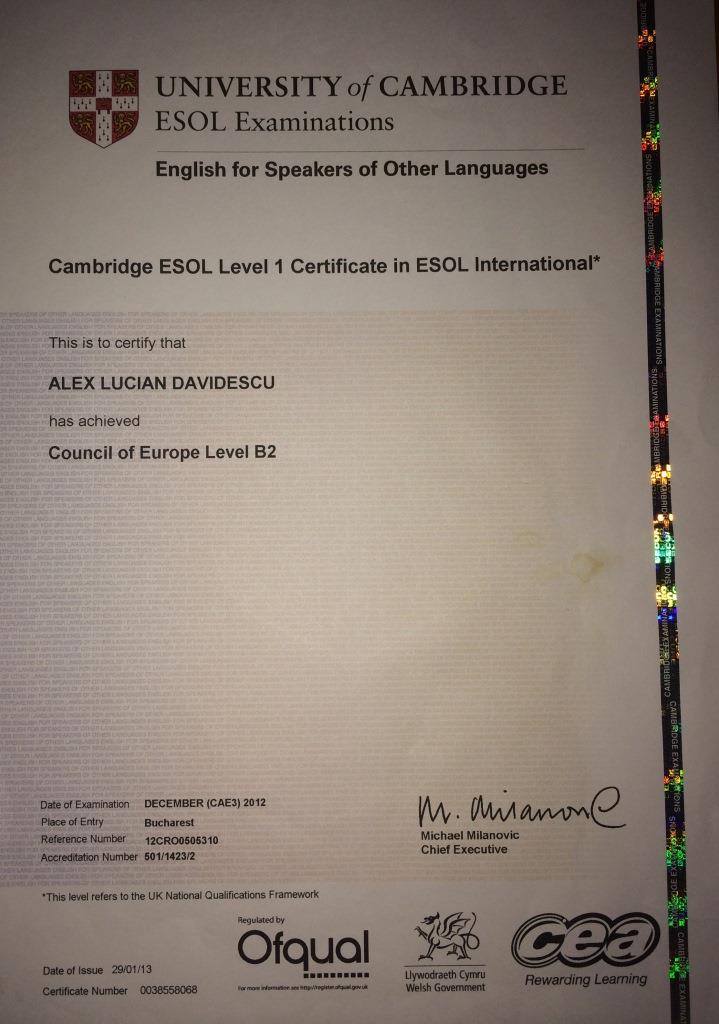 UNIVERSITY of CAMBRIDGE
ESOL Examinations
English for Speakers of Other Languages
Cambridge ESOL Level 1 Certificate in ESOL International*
This is to certify that
ALEX LUCIAN DAVIDESCU
has achieved
Council of Europe Level B2
Date of Examination DECEMBER (CAE3) 2012
Place of Entry Bucharest
Reference Number 12CRO0505310
Accreditation Number 501/1423/2
M. Milanovic
Michael Milanovic
Chief Executive
*This level refers to the UK National Qualifications Framework
Regulated by
Ofqual
For more information see http://register.ofqual.gov.uk
Llywodraeth Cymru
Welsh Government
cea
Rewarding Learning
Date of Issue 29/01/13
Certificate Number 0038558068
CAMBRIDGE EXAMINATIONS